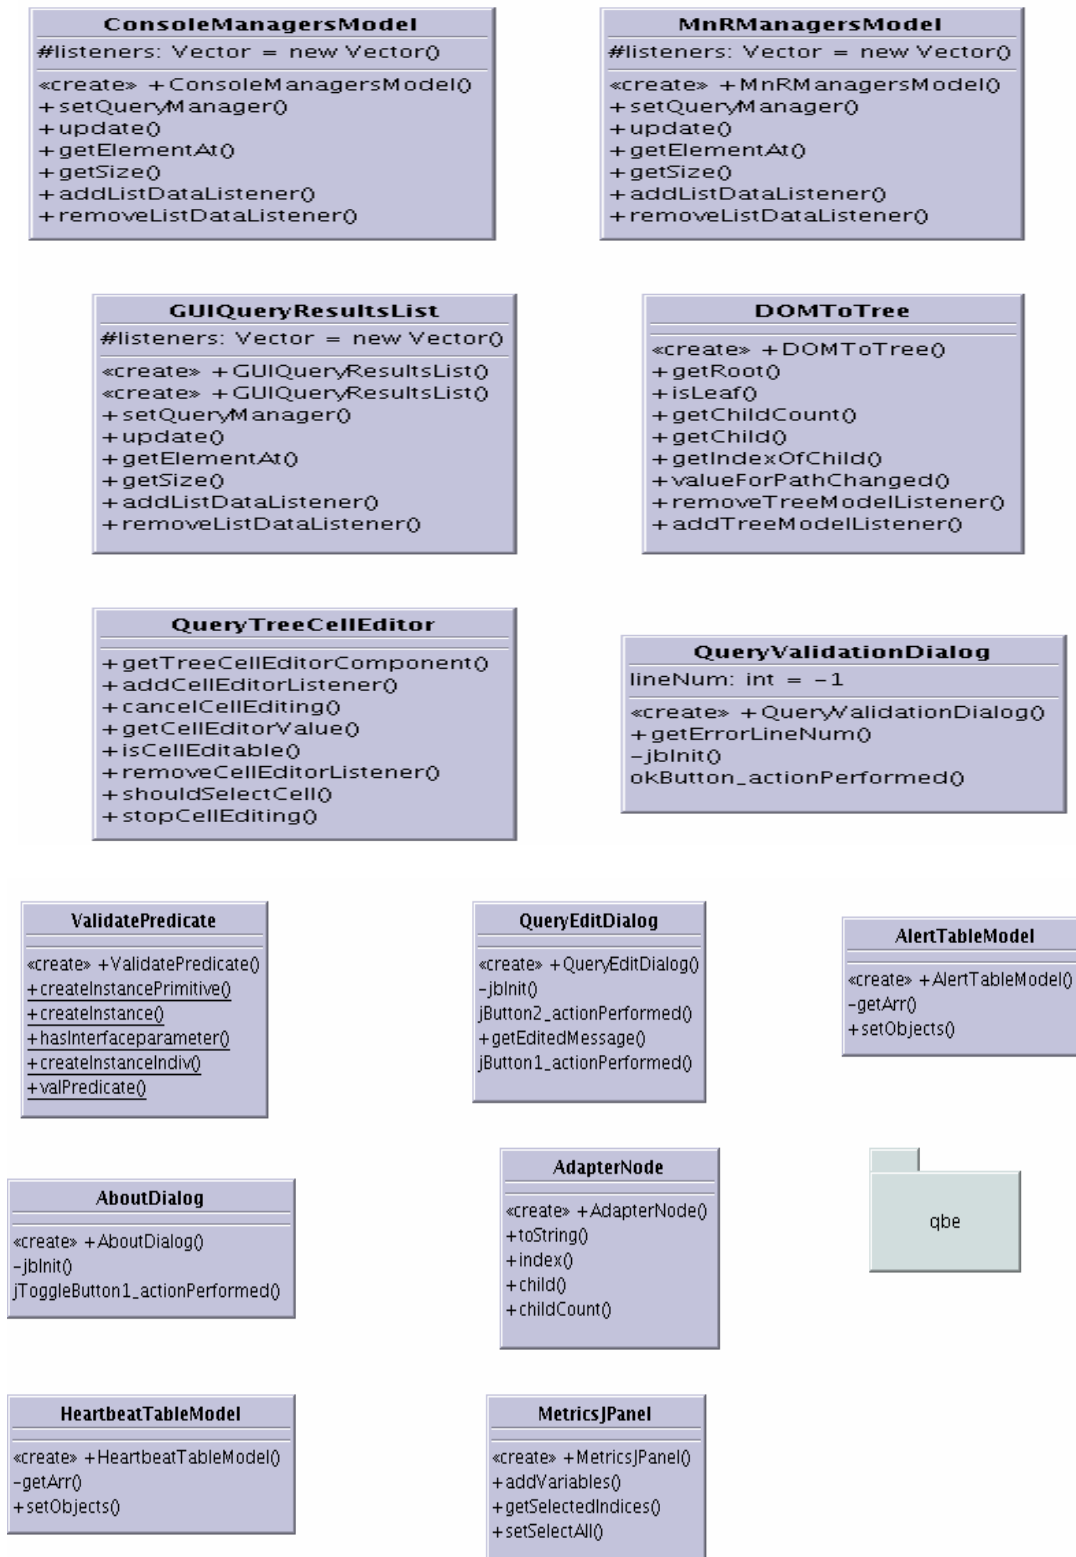 ConsoleManagersModel
#listeners: Vector = new Vector()
«create» +ConsoleManagersModel()
+setQueryManager()
+update()
+getElementAt()
+getSize()
+addListDataListener()
+removeListDataListener()
MnRManagersModel
#listeners: Vector = new Vector()
«create» +MnRManagersModel()
+setQueryManager()
+update()
+getElementAt()
+getSize()
+addListDataListener()
+removeListDataListener()
GUIQueryResultsList
#listeners: Vector = new Vector()
«create» +GUIQueryResultsList()
«create» +GUIQueryResultsList()
+setQueryManager()
+update()
+getElementAt()
+getSize()
+addListDataListener()
+removeListDataListener()
DOMToTree
«create» +DOMToTree()
+getRoot()
+isLeaf()
+getChildCount()
+getChild()
+getIndexOfChild()
+valueForPathChanged()
+removeTreeModelListener()
+addTreeModelListener()
QueryTreeCellEditor
+getTreeCellEditorComponent()
+addCellEditorListener()
+cancelCellEditing()
+getCellEditorValue()
+isCellEditable()
+removeCellEditorListener()
+shouldSelectCell()
+stopCellEditing()
QueryValidationDialog
lineNum: int = -1
«create» +QueryValidationDialog()
+getErrorLineNum()
-jbInit()
okButton_actionPerformed()
ValidatePredicate
«create» +ValidatePredicate()
+createInstancePrimitive()
+createInstance()
+hasInterfaceparameter()
+createInstanceIndiv()
+valPredicate()
QueryEditDialog
«create» +QueryEditDialog()
-jbInit()
jButton2_actionPerformed()
+getEditedMessage()
jButton1_actionPerformed()
AlertTableModel
«create» +AlertTableModel()
-getArr()
+setObjects()
AboutDialog
«create» +AboutDialog()
-jbInit()
jToggleButton1_actionPerformed()
AdapterNode
«create» +AdapterNode()
+toString()
+index()
+child()
+childCount()
qbe
HeartbeatTableModel
«create» +HeartbeatTableModel()
-getArr()
+setObjects()
MetricsJPanel
«create» +MetricsJPanel()
+addVariables()
+getSelectedIndices()
+setSelectAll()